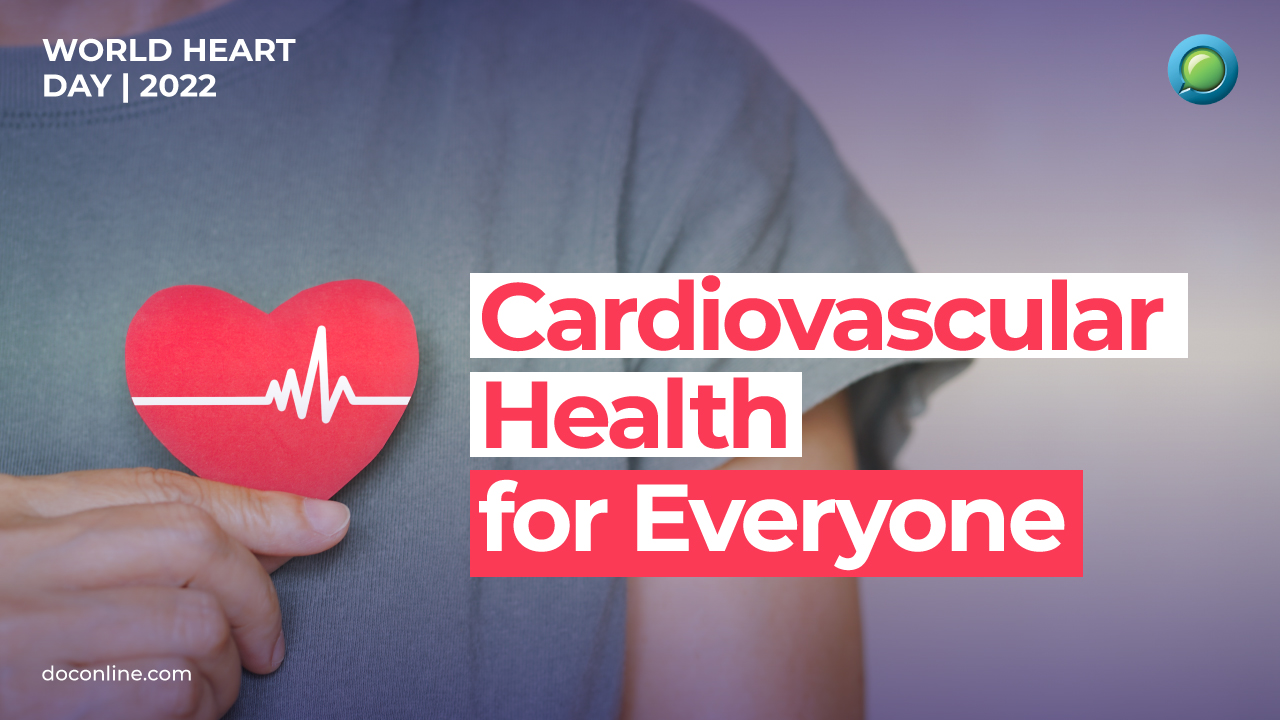 WORLD HEART
DAY | 2022
Cardiovascular
Health
for Everyone
doconline.com